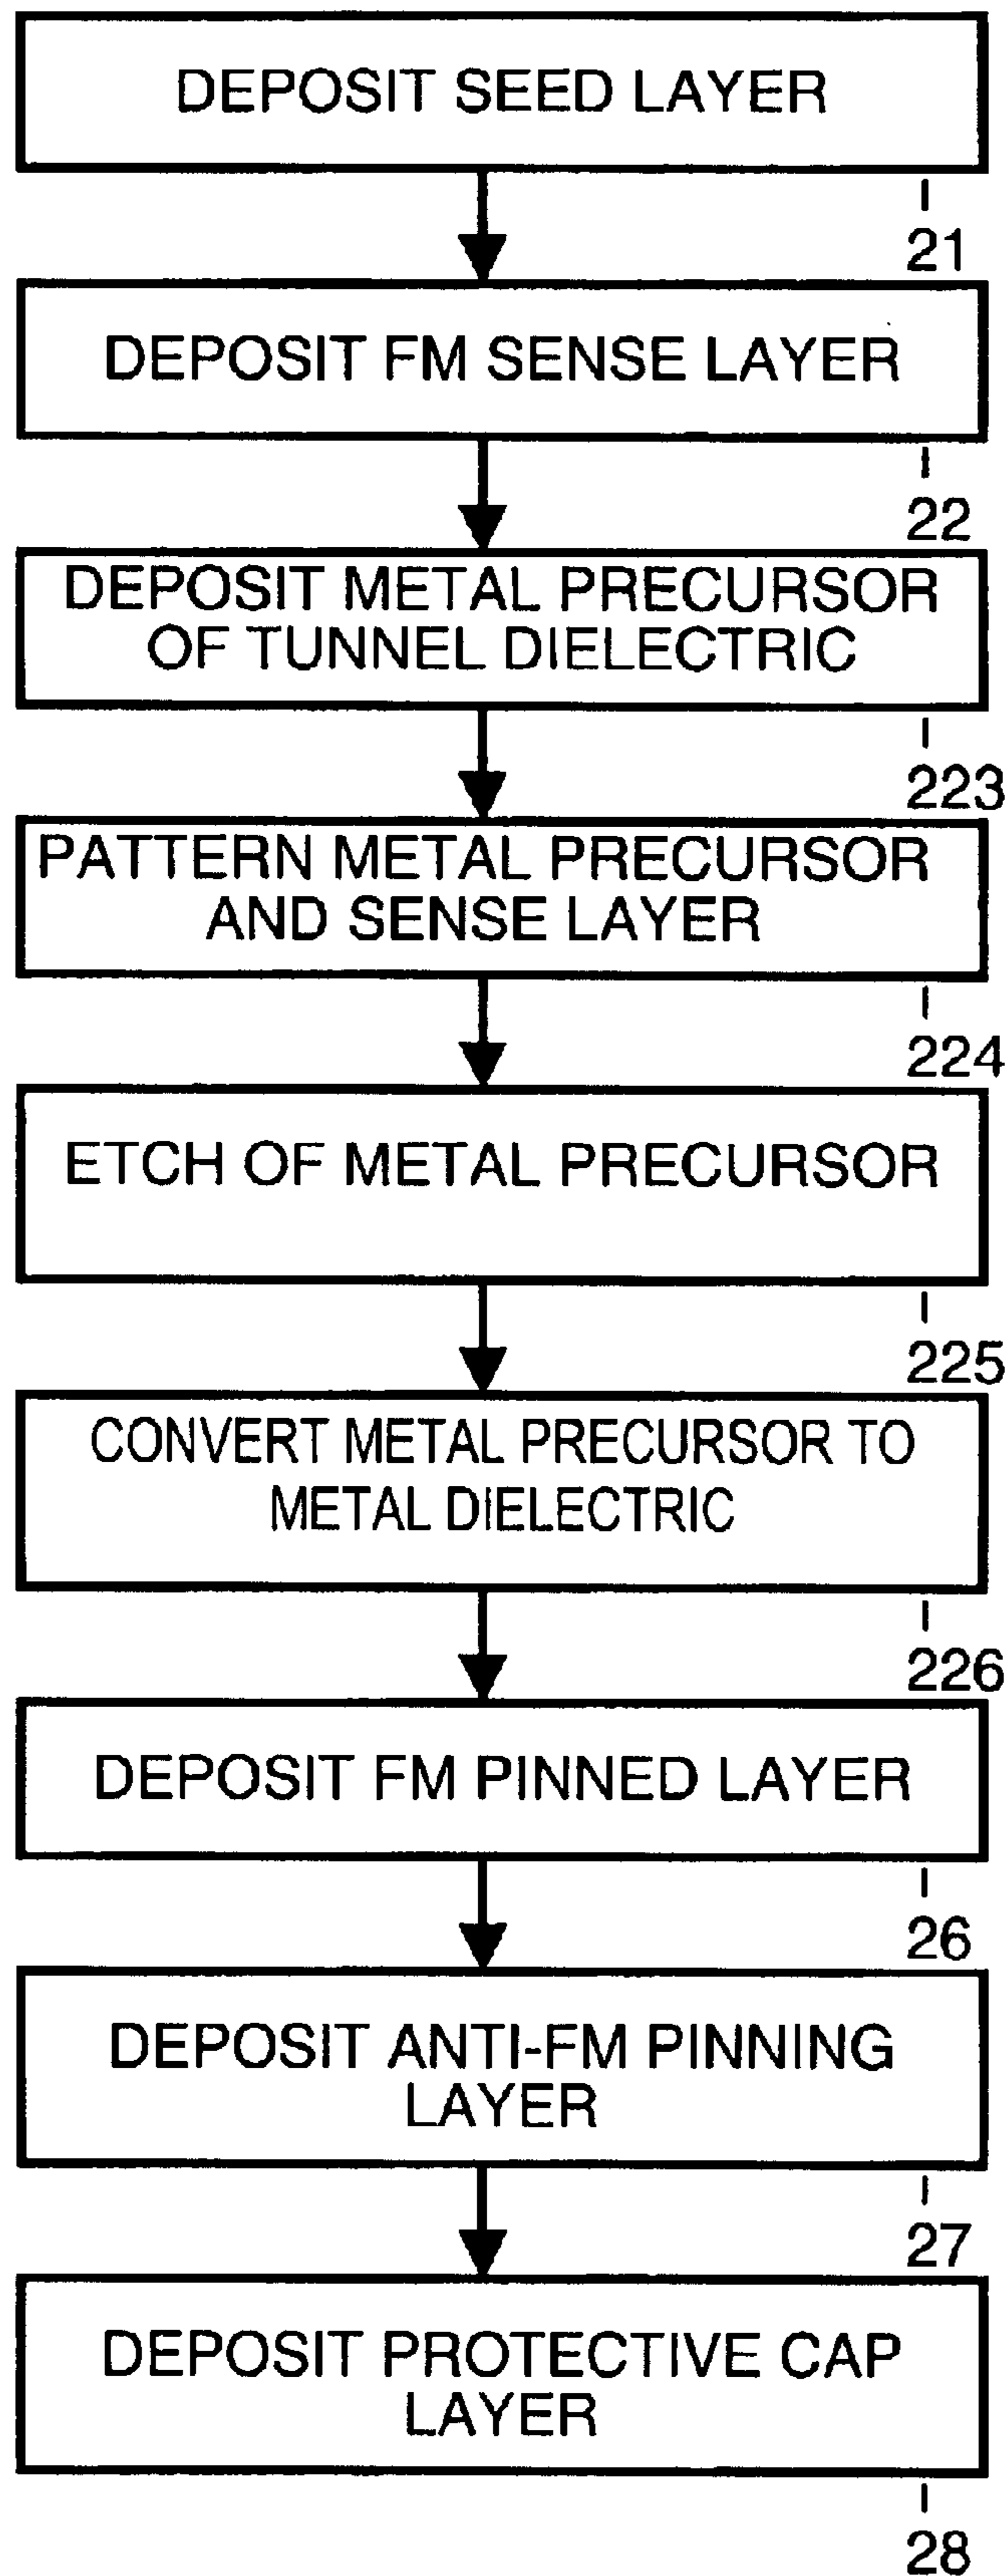 DEPOSIT SEED LAYER
21
DEPOSIT FM SENSE LAYER
22
DEPOSIT METAL PRECURSOR
OF TUNNEL DIELECTRIC
223
PATTERN METAL PRECURSOR
AND SENSE LAYER
224
ETCH OF METAL PRECURSOR
225
CONVERT METAL PRECURSOR TO
METAL DIELECTRIC
226
DEPOSIT FM PINNED LAYER
26
DEPOSIT ANTI-FM PINNING
LAYER
27
DEPOSIT PROTECTIVE CAP
LAYER
28